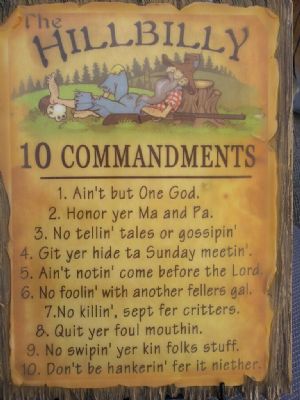 The
HILLBILLY
10 COMMANDMENTS
1. Ain't but One God.
2. Honor yer Ma and Pa.
3. No tellin' tales or gossipin'
4. Git yer hide ta Sunday meetin'.
5. Ain't notin' come before the Lord.
6. No foolin' with another fellers gal.
7.No killin', sept fer critters.
8. Quit yer foul mouthin.
9. No swipin' yer kin folks stuff.
10. Don't be hankerin' fer it niether.